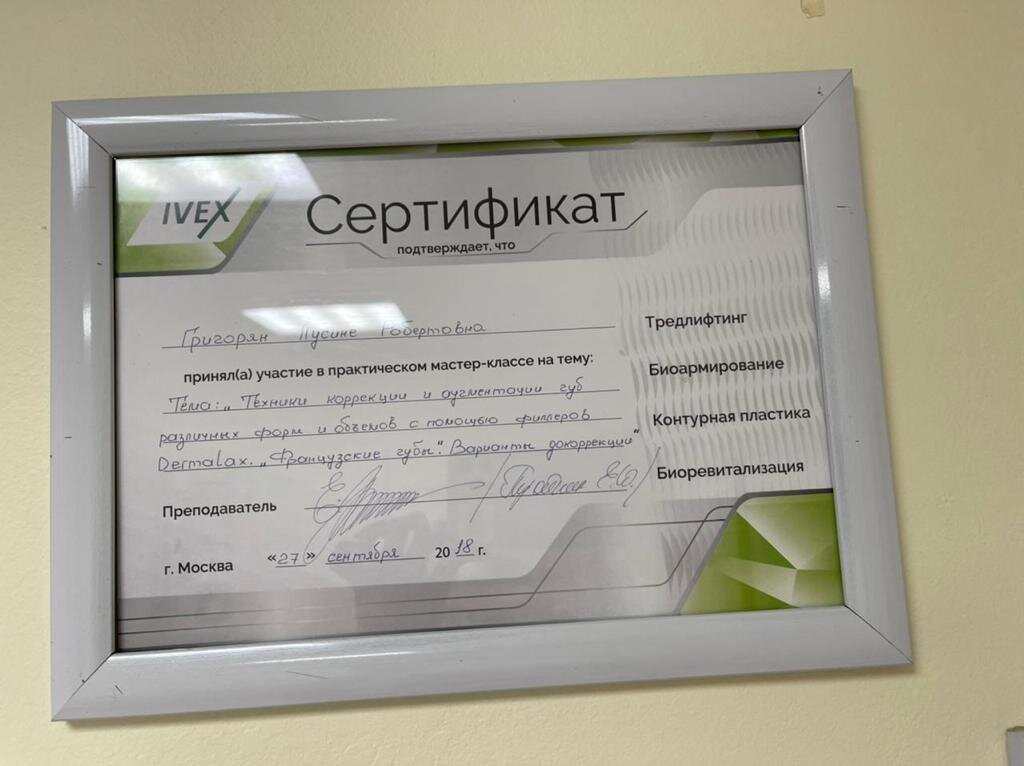 IVEX
Сертификат
подтверждает, что
Григорян Лусине Робертовна
принял(а) участие в практическом мастер-классе на тему:
Тема: „Техники коррекции и аугментации губ
различных форм и объемов с помощью филлеров
Dermalax. „Французские губы". Варианты докоррекции"
Преподаватель
г. Москва «27» сентября 2018 г.
Тредлифтинг
Биоармирование
Контурная пластика
Биоревитализация